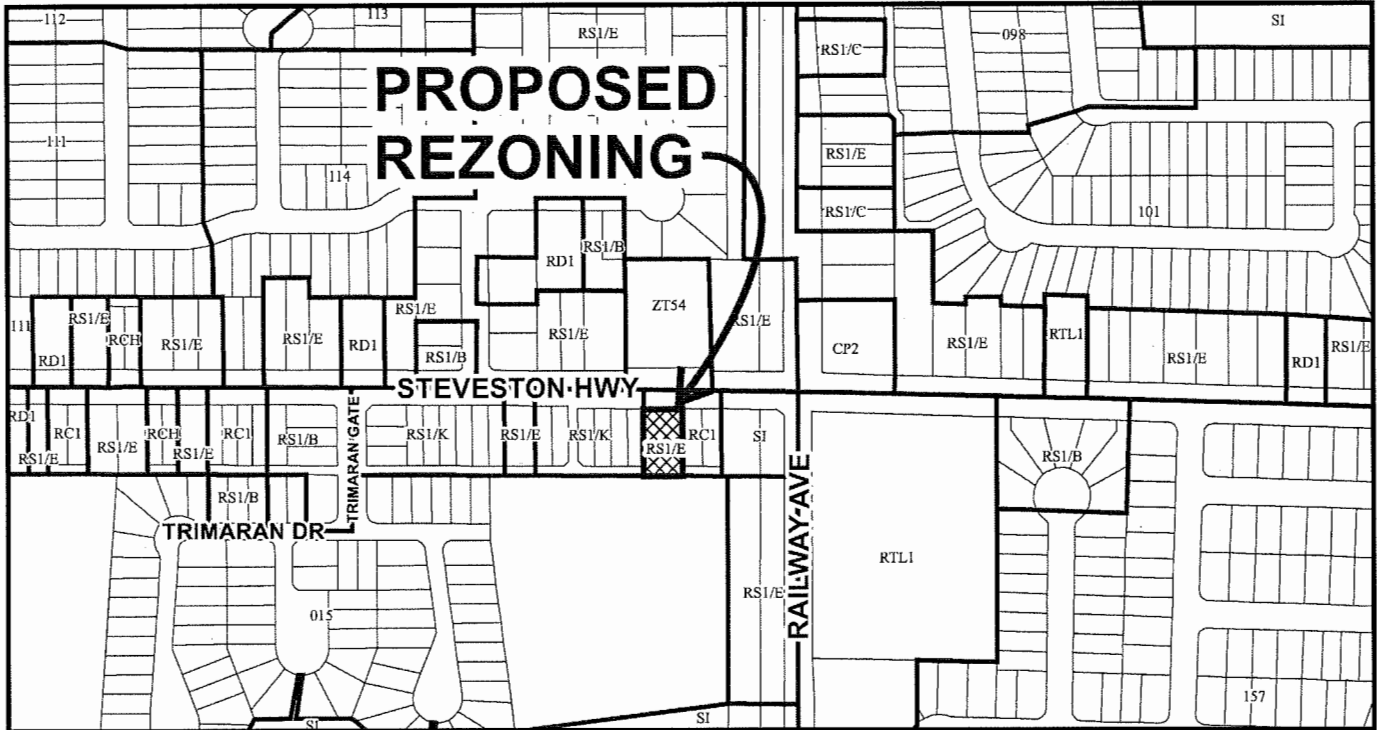 112
113
RS1/E
RS1/C
098
SI
PROPOSED
REZONING
111
114
RS1/E
RS1/C
101
RD1
RS1/B
ZT54
RS1/E
111
RD1
RS1/E
RCH
RS1/E
RS1/E
RD1
RS1/E
RS1/B
RS1/E
CP2
RS1/E
RTL1
RS1/E
RD1
RS1/E
STEVESTON HWY
RD1
RS1/E
RC1
RS1/E
RCH
RS1/E
RC1
RS1/B
TRIMARAN GATE
RS1/K
RS1/E
RS1/K
RS1/E
RC1
SI
RS1/B
RS1/B
TRIMARAN DR
RAILWAY AVE
RTL1
RS1/E
015
157
SI
SI